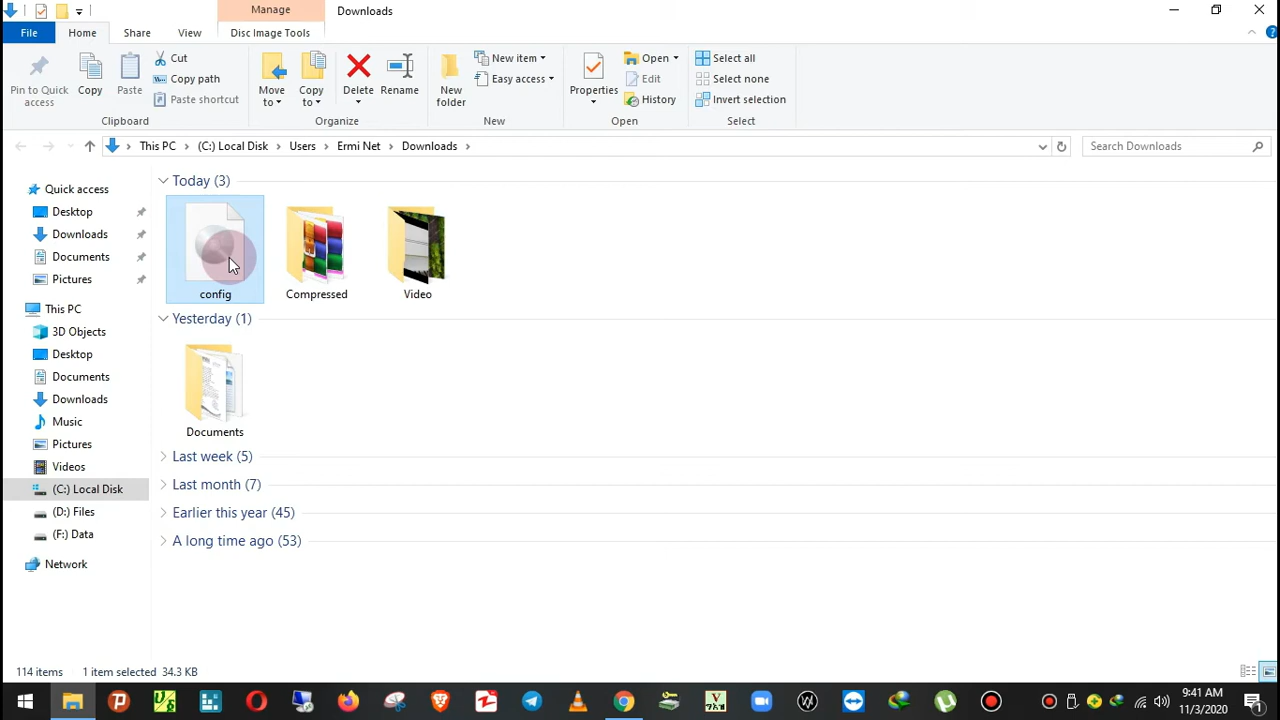 Manage
Downloads
File
Home
Share
View
Disc Image Tools
Pin to Quick access
Copy
Paste
Cut
Copy path
Paste shortcut
Clipboard
Move to
Copy to
Delete
Rename
Organize
New folder
New item
Easy access
New
Properties
Open
Edit
History
Open
Select all
Select none
Invert selection
Select
This PC
(C:) Local Disk
Users
Ermi Net
Downloads
Search Downloads
Quick access
Desktop
Downloads
Documents
Pictures
This PC
3D Objects
Desktop
Documents
Downloads
Music
Pictures
Videos
(C:) Local Disk
(D:) Files
(F:) Data
Network
Today (3)
config
Compressed
Video
Yesterday (1)
Documents
Last week (5)
Last month (7)
Earlier this year (45)
A long time ago (53)
114 items
1 item selected 34.3 KB
9:41 AM
11/3/2020